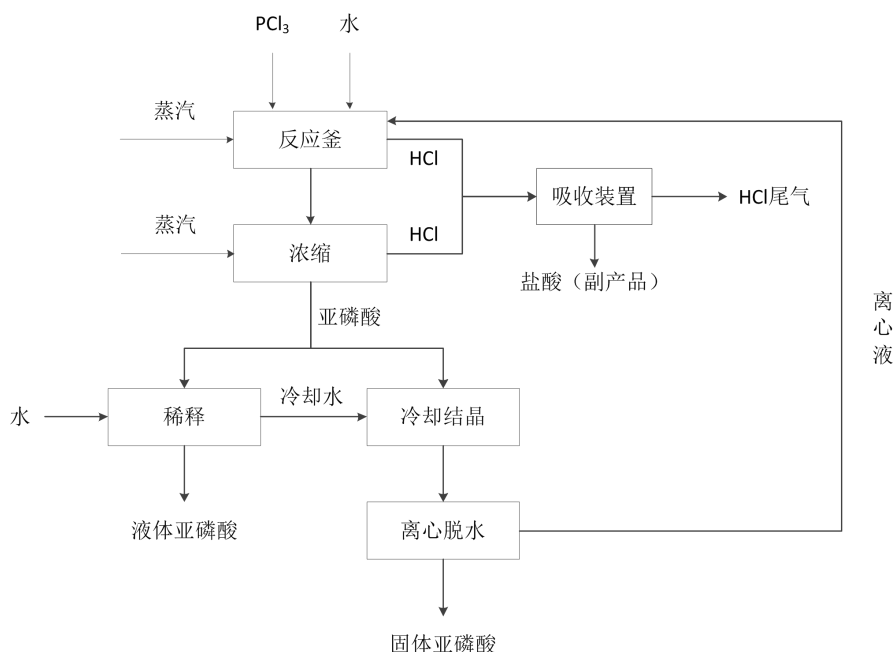 PCl₃
水
蒸汽
反应釜
HCl
吸收装置
HCl尾气
蒸汽
浓缩
HCl
盐酸（副产品）
亚磷酸
离心液
水
稀释
冷却水
冷却结晶
液体亚磷酸
离心脱水
固体亚磷酸